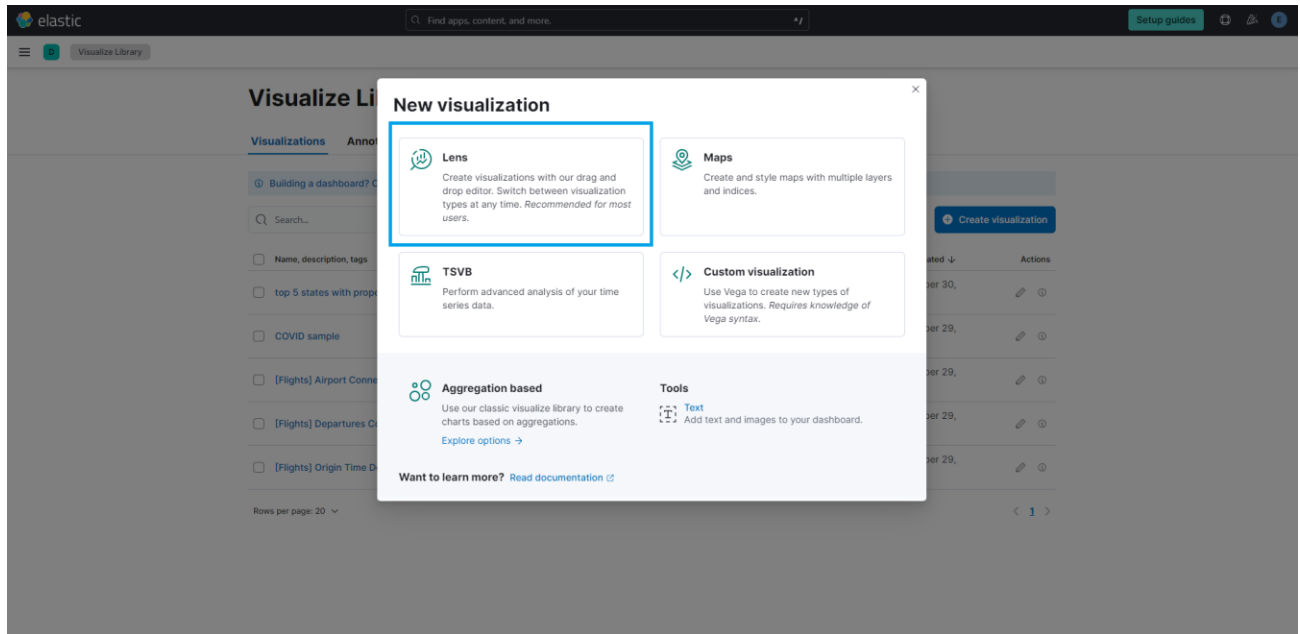 elastic
Find apps, content, and more.
^/
Setup guides
E
D
Visualize Library
Visualize Li
New visualization
Visualizations
Annot
Lens
Create visualizations with our drag and
drop editor. Switch between visualization
types at any time. Recommended for most
users.
Maps
Create and style maps with multiple layers
and indices.
Building a dashboard? C
Search...
Create visualization
Name, description, tags
ated
Actions
TSVB
Perform advanced analysis of your time
series data.
Custom visualization
Use Vega to create new types of
visualizations. Requires knowledge of
Vega syntax.
top 5 states with prope
ber 30,
COVID sample
ber 29,
[Flights] Airport Conne
ber 29,
[Flights] Departures Co
ber 29,
[Flights] Origin Time D
ber 29,
Aggregation based
Use our classic visualize library to create
charts based on aggregations.
Explore options →
Tools
Text
Add text and images to your dashboard.
Want to learn more? Read documentation
Rows per page: 20
1